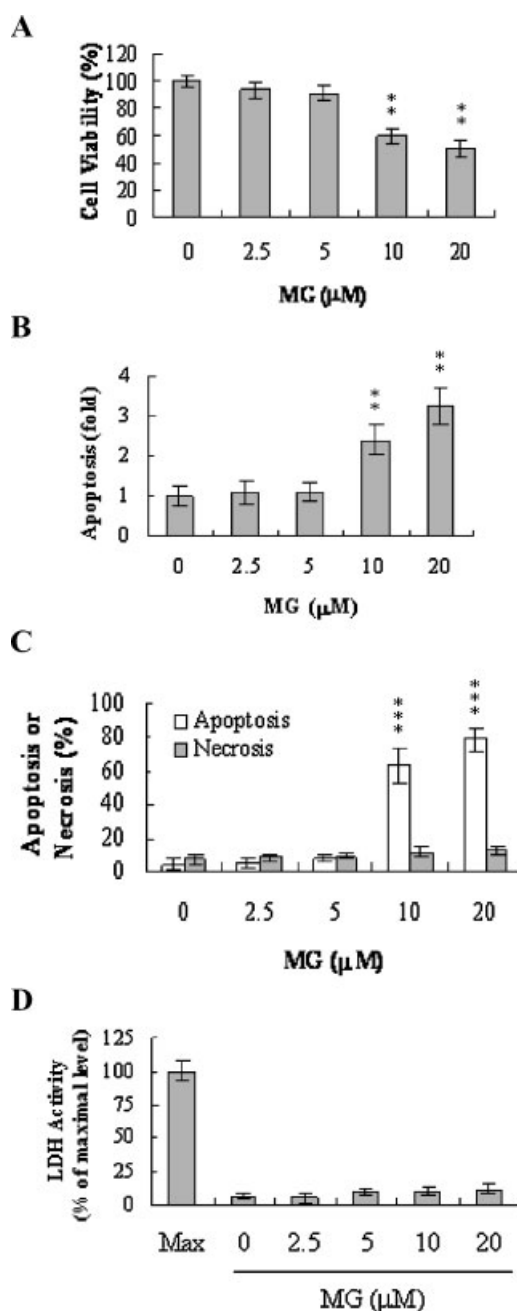 A
Cell Viability (%)
140
120
100
80
60
40
20
0
** **
0 2.5 5 10 20
MG (μM)
B
Apoptosis (fold)
4
3
2
1
0
** **
0 2.5 5 10 20
MG (μM)
C
Apoptosis or
Necrosis (%)
100
80
60
40
20
0
Apoptosis
Necrosis
*** ***
0 2.5 5 10 20
MG (μM)
D
LDH Activity
(% of maximal level)
125
100
75
50
25
0
Max 0 2.5 5 10 20
MG (μM)